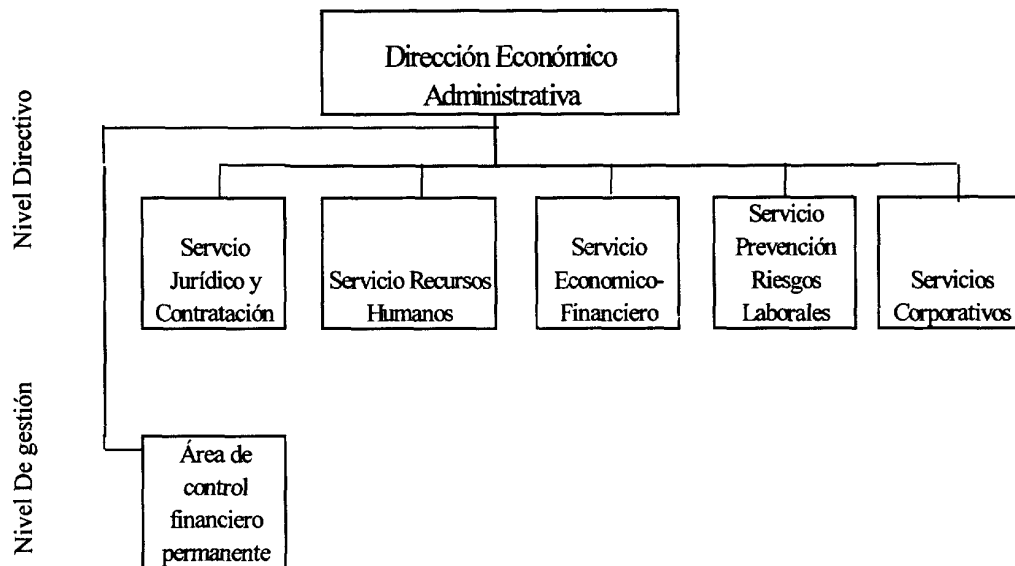 Dirección Económico
Administrativa
Nivel Directivo
Servcio
Jurídico y
Contratación
Servicio Recursos
Humanos
Servicio
Economico-
Financiero
Servicio
Prevención
Riesgos
Laborales
Servicios
Corporativos
Nivel De gestión
Área de
control
financiero
permanente